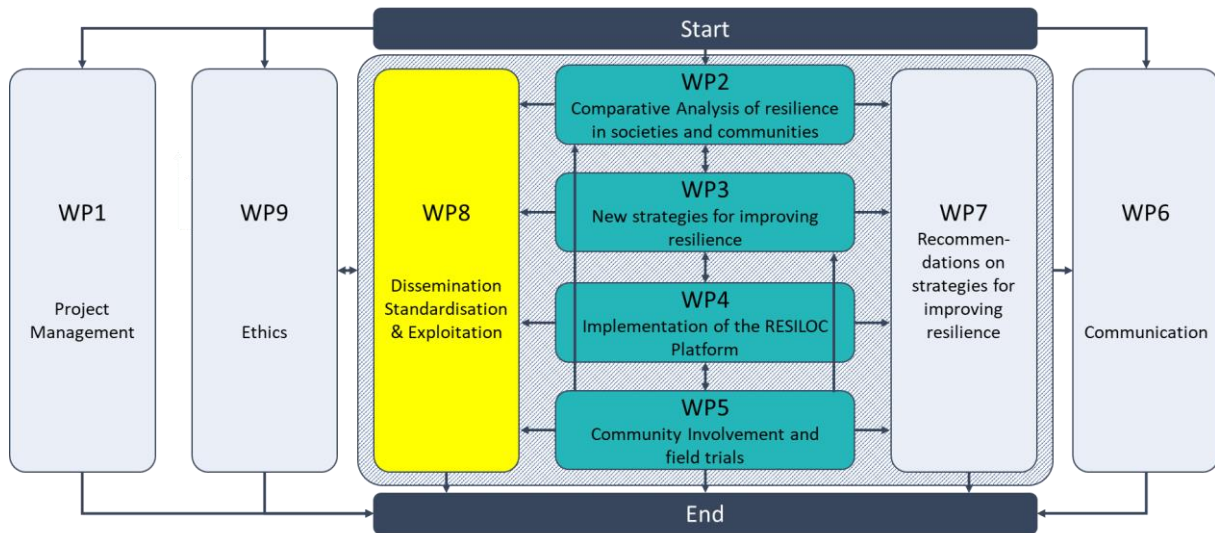 Start
WP1
Project
Management
WP9
Ethics
WP8
Dissemination
Standardisation
& Exploitation
WP2
Comparative Analysis of resilience
in societies and communities
WP3
New strategies for improving
resilience
WP4
Implementation of the RESILOC
Platform
WP5
Community Involvement and
field trials
WP7
Recommen-
dations on
strategies for
improving
resilience
WP6
Communication
End